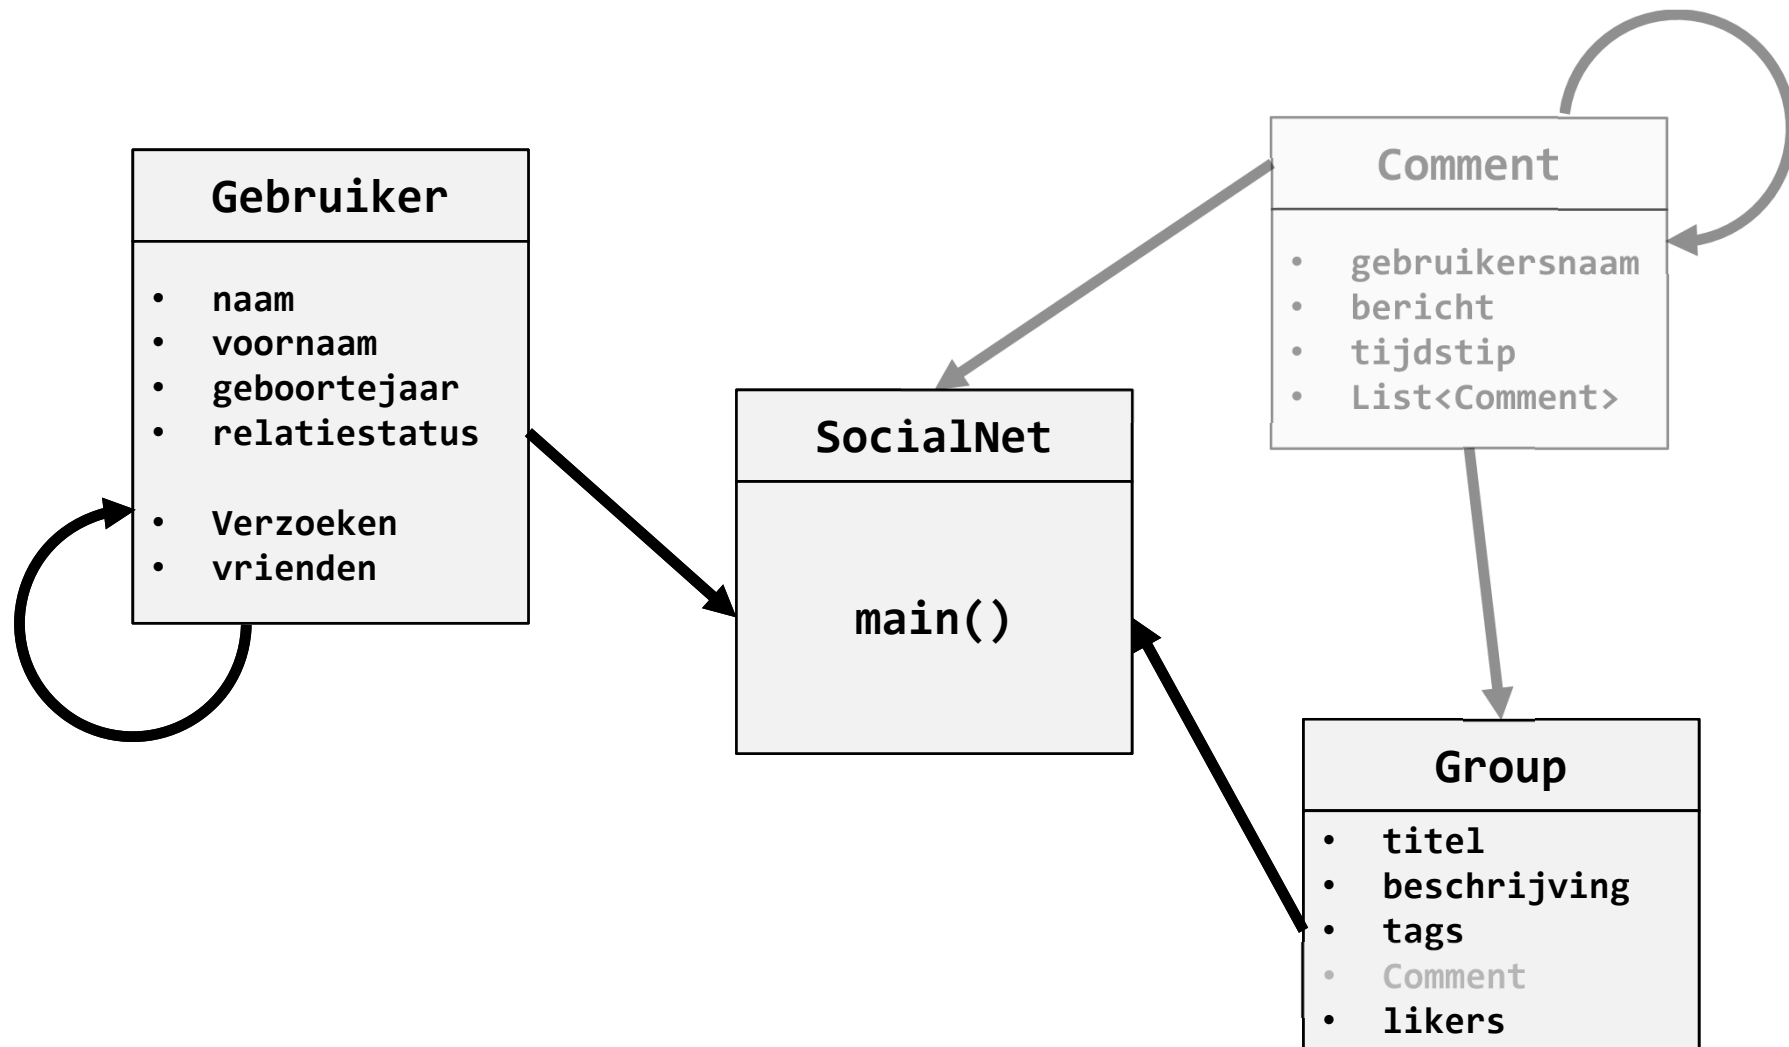 Gebruiker
• naam
• voornaam
• geboortejaar
• relatiestatus
• Verzoeken
• vrienden
SocialNet
main()
Comment
• gebruikersnaam
• bericht
• tijdstip
• List<Comment>
Group
• titel
• beschrijving
• tags
• Comment
• likers